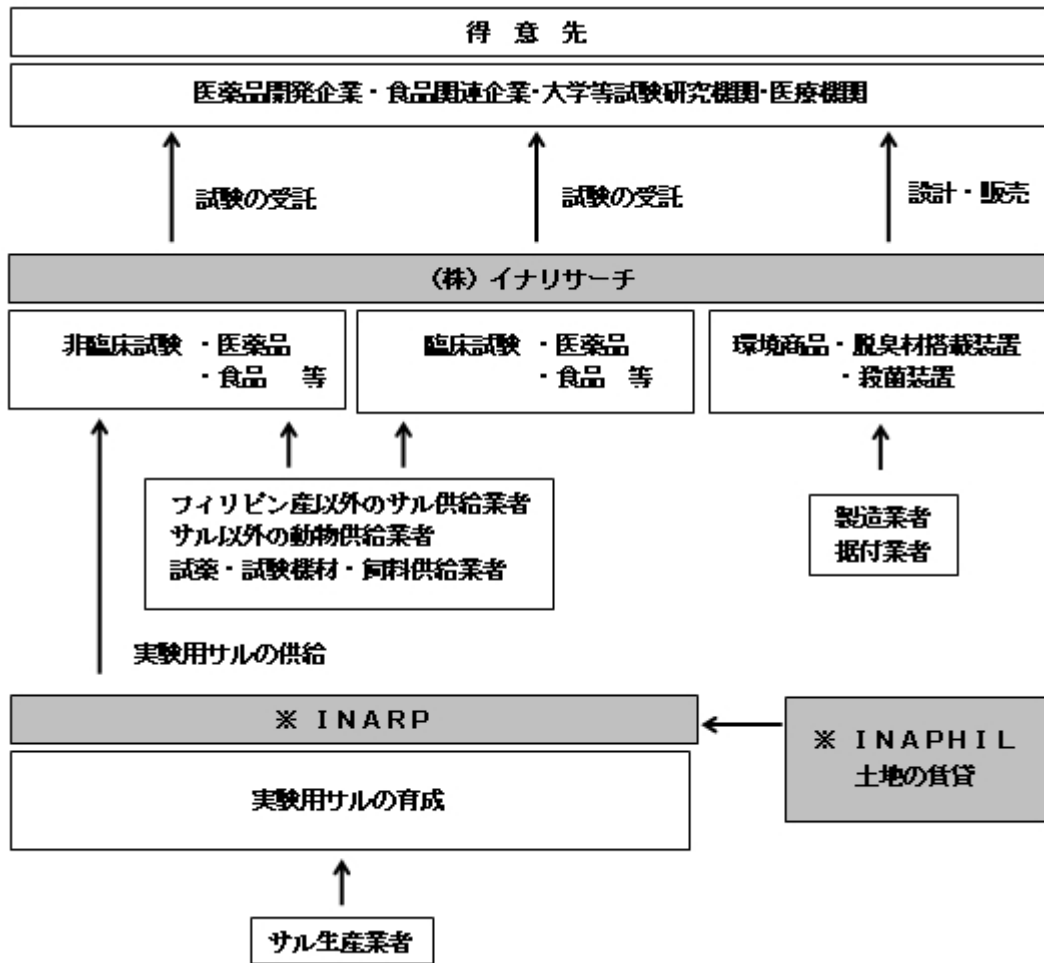 得 意 先
医薬品開発企業・食品関連企業・大学等試験研究機関・医療機関
試験の受託
試験の受託
設計・販売
(株)イナリサーチ
非臨床試験 ・医薬品
・食品 等
臨床試験 ・医薬品
・食品 等
環境商品・脱臭材搭載装置
・殺菌装置
フィリピン産以外のサル供給業者
サル以外の動物供給業者
試薬・試験機材・飼料供給業者
製造業者
据付業者
実験用サルの供給
※ INARP
※ INAPHIL
土地の賃貸
実験用サルの育成
サル生産業者